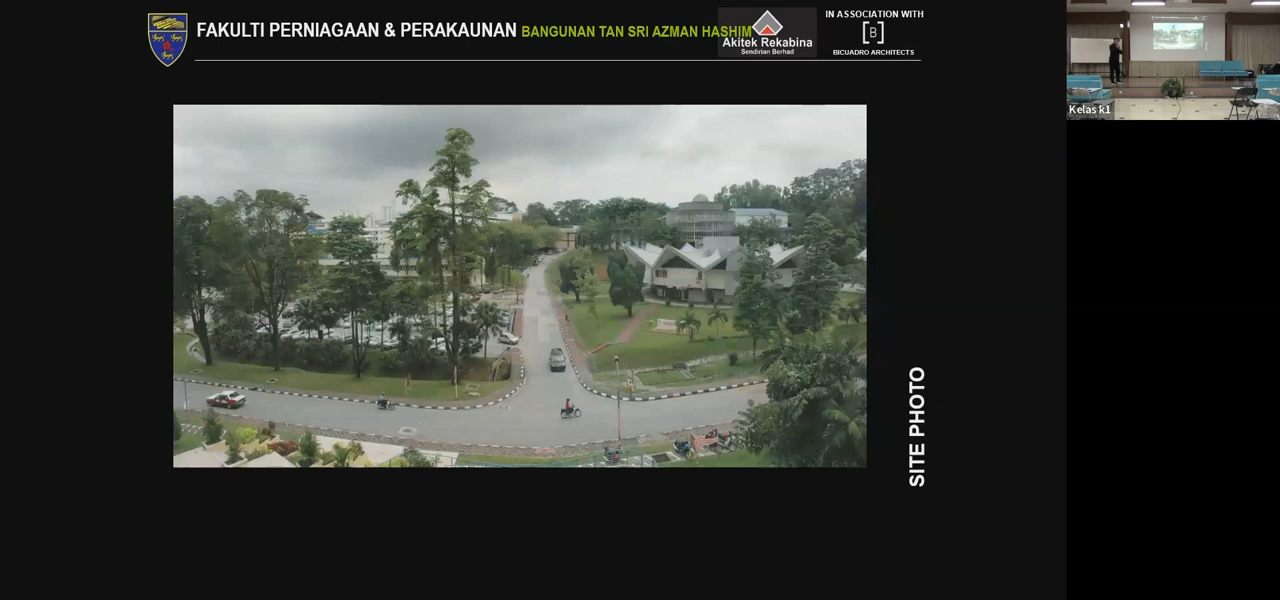 FAKULTI PERNIAGAAN & PERAKAUNAN BANGUNAN TAN SRI AZMAN HASHIM
Akitek Rekabina
Sendirian Berhad
IN ASSOCIATION WITH
[B]
BICUADRO ARCHITECTS
Kelas k1
SITE PHOTO